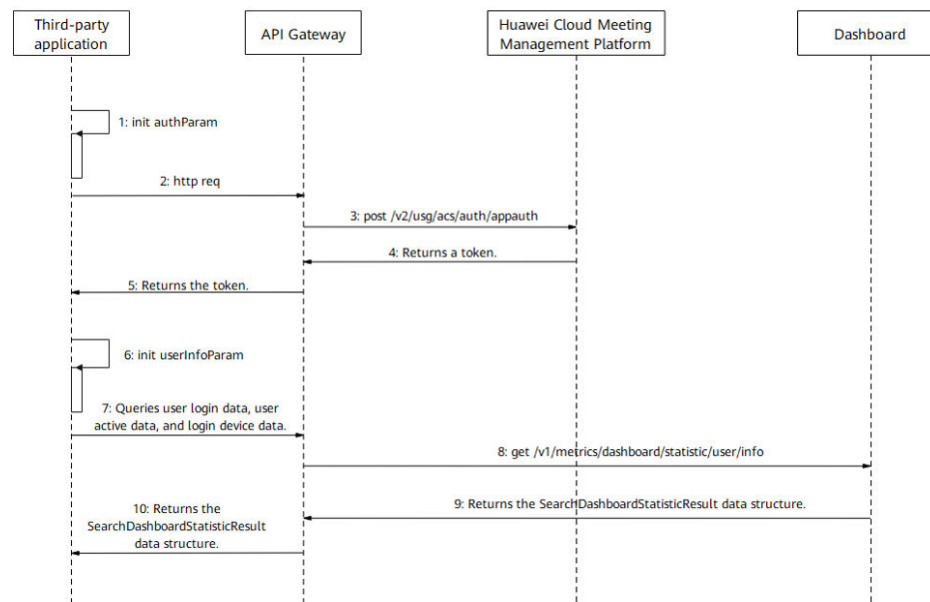 Third-party
application
API Gateway
Huawei Cloud Meeting
Management Platform
Dashboard
1: init authParam
2: http req
3: post /v2/usg/acs/auth/appauth
4: Returns a token.
5: Returns the token.
6: init userInfoParam
7: Queries user login data, user
active data, and login device data.
8: get /v1/metrics/dashboard/statistic/user/info
9: Returns the SearchDashboardStatisticResult data structure.
10: Returns the
SearchDashboardStatisticResult
data structure.